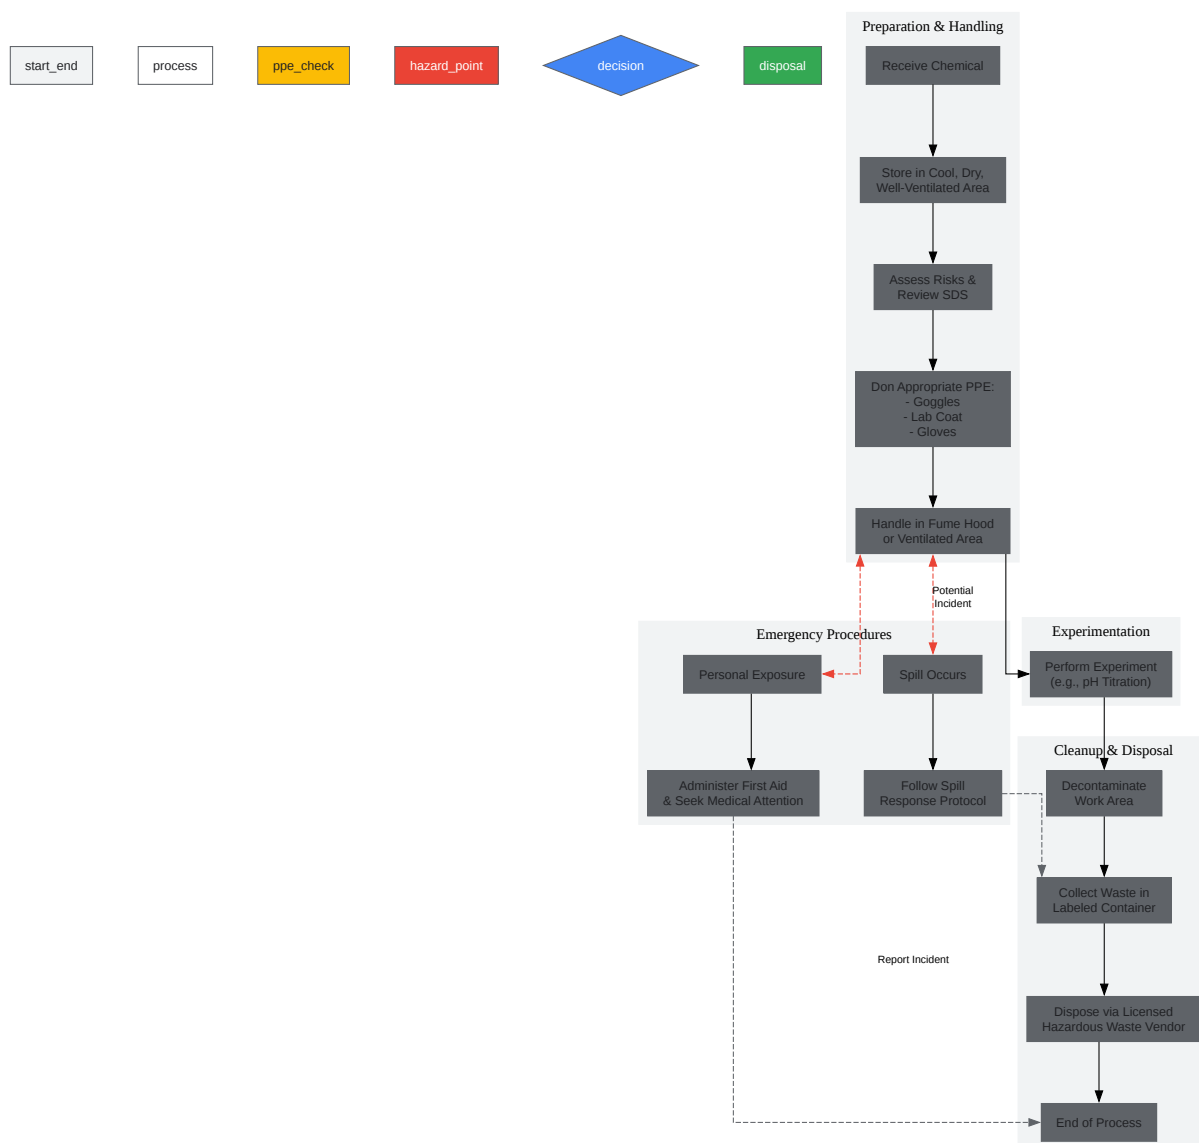 Preparation & Handling
start_end
process
ppe_check
hazard_point
decision
disposal
Receive Chemical
Store in Cool, Dry,
Well-Ventilated Area
Assess Risks &
Review SDS
Don Appropriate PPE:
- Goggles
- Lab Coat
- Gloves
Handle in Fume Hood
or Ventilated Area
Potential
Incident
Emergency Procedures
Experimentation
Personal Exposure
Spill Occurs
Perform Experiment
(e.g., pH Titration)
Cleanup & Disposal
Administer First Aid
& Seek Medical Attention
Follow Spill
Response Protocol
Decontaminate
Work Area
Collect Waste in
Labeled Container
Report Incident
Dispose via Licensed
Hazardous Waste Vendor
End of Process